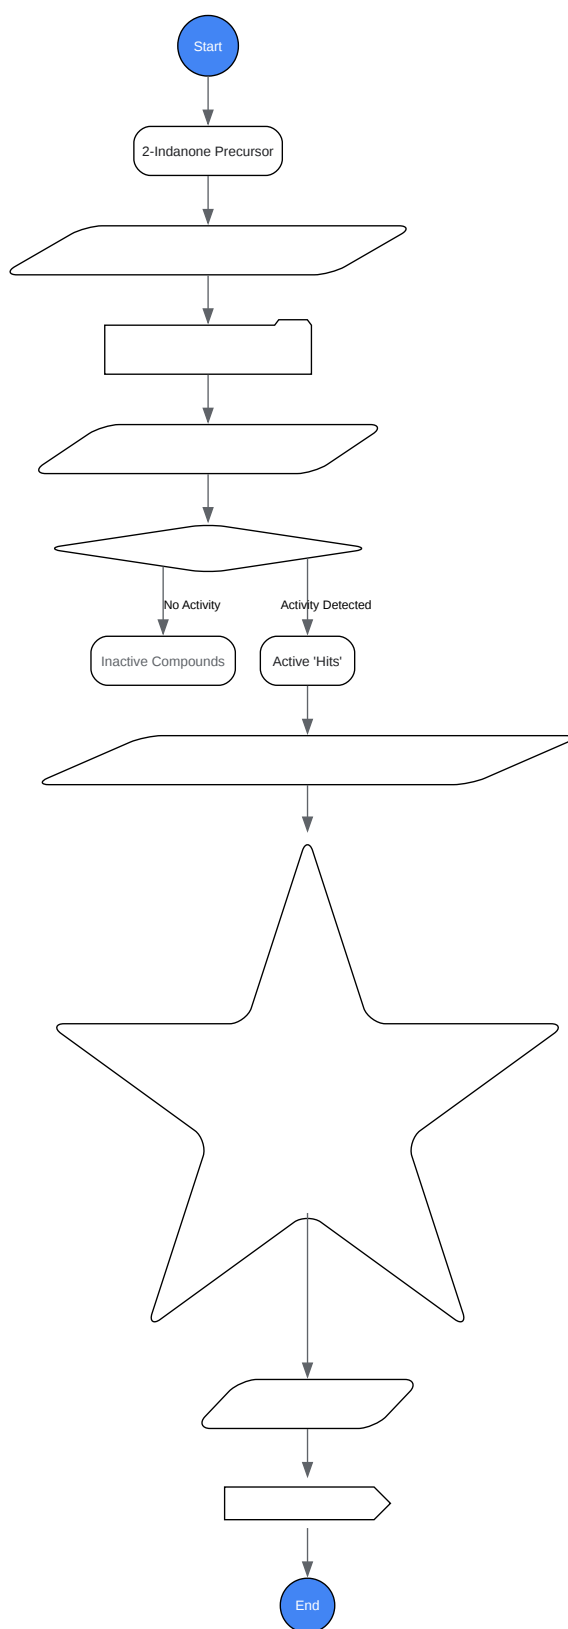 Start
2-Indanone Precursor
No Activity
Activity Detected
Inactive Compounds
Active 'Hits'
End